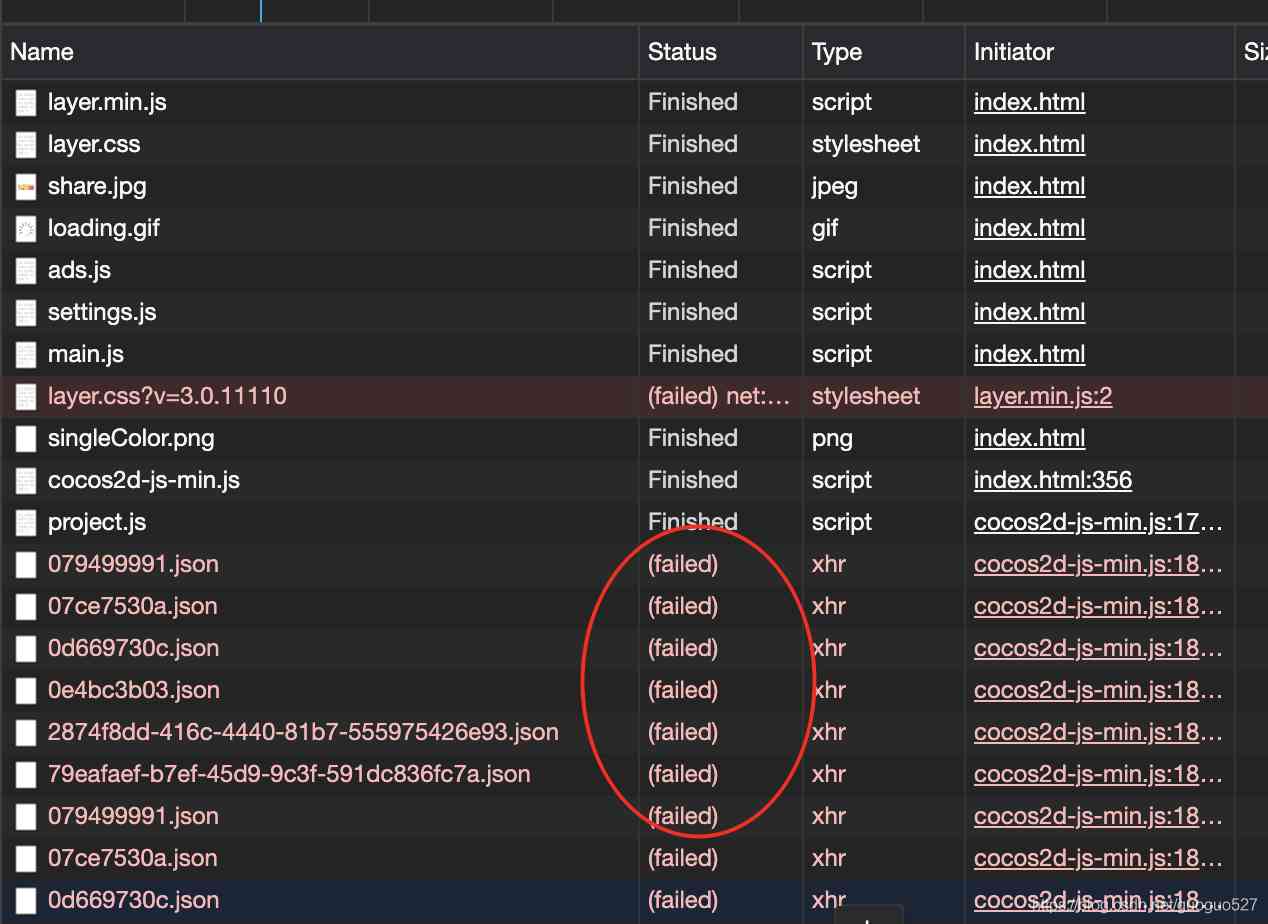 Name Status Type Initiator Siz
layer.min.js Finished script index.html
layer.css Finished stylesheet index.html
share.jpg Finished jpeg index.html
loading.gif Finished gif index.html
ads.js Finished script index.html
settings.js Finished script index.html
main.js Finished script index.html
layer.css?v=3.0.11110 (failed) net:... stylesheet layer.min.js:2
singleColor.png Finished png index.html
cocos2d-js-min.js Finished script index.html:356
project.js Finished script cocos2d-js-min.js:17...
079499991.json (failed) xhr cocos2d-js-min.js:18...
07ce7530a.json (failed) xhr cocos2d-js-min.js:18...
0d669730c.json (failed) xhr cocos2d-js-min.js:18...
0e4bc3b03.json (failed) xhr cocos2d-js-min.js:18...
2874f8dd-416c-4440-81b7-555975426e93.json (failed) xhr cocos2d-js-min.js:18...
79eafaef-b7ef-45d9-9c3f-591dc836fc7a.json (failed) xhr cocos2d-js-min.js:18...
079499991.json (failed) xhr cocos2d-js-min.js:18...
07ce7530a.json (failed) xhr cocos2d-js-min.js:18...
0d669730c.json (failed) xhr cocos2d-js-min.js:18...
https://blog.csdn.net/guoguo527